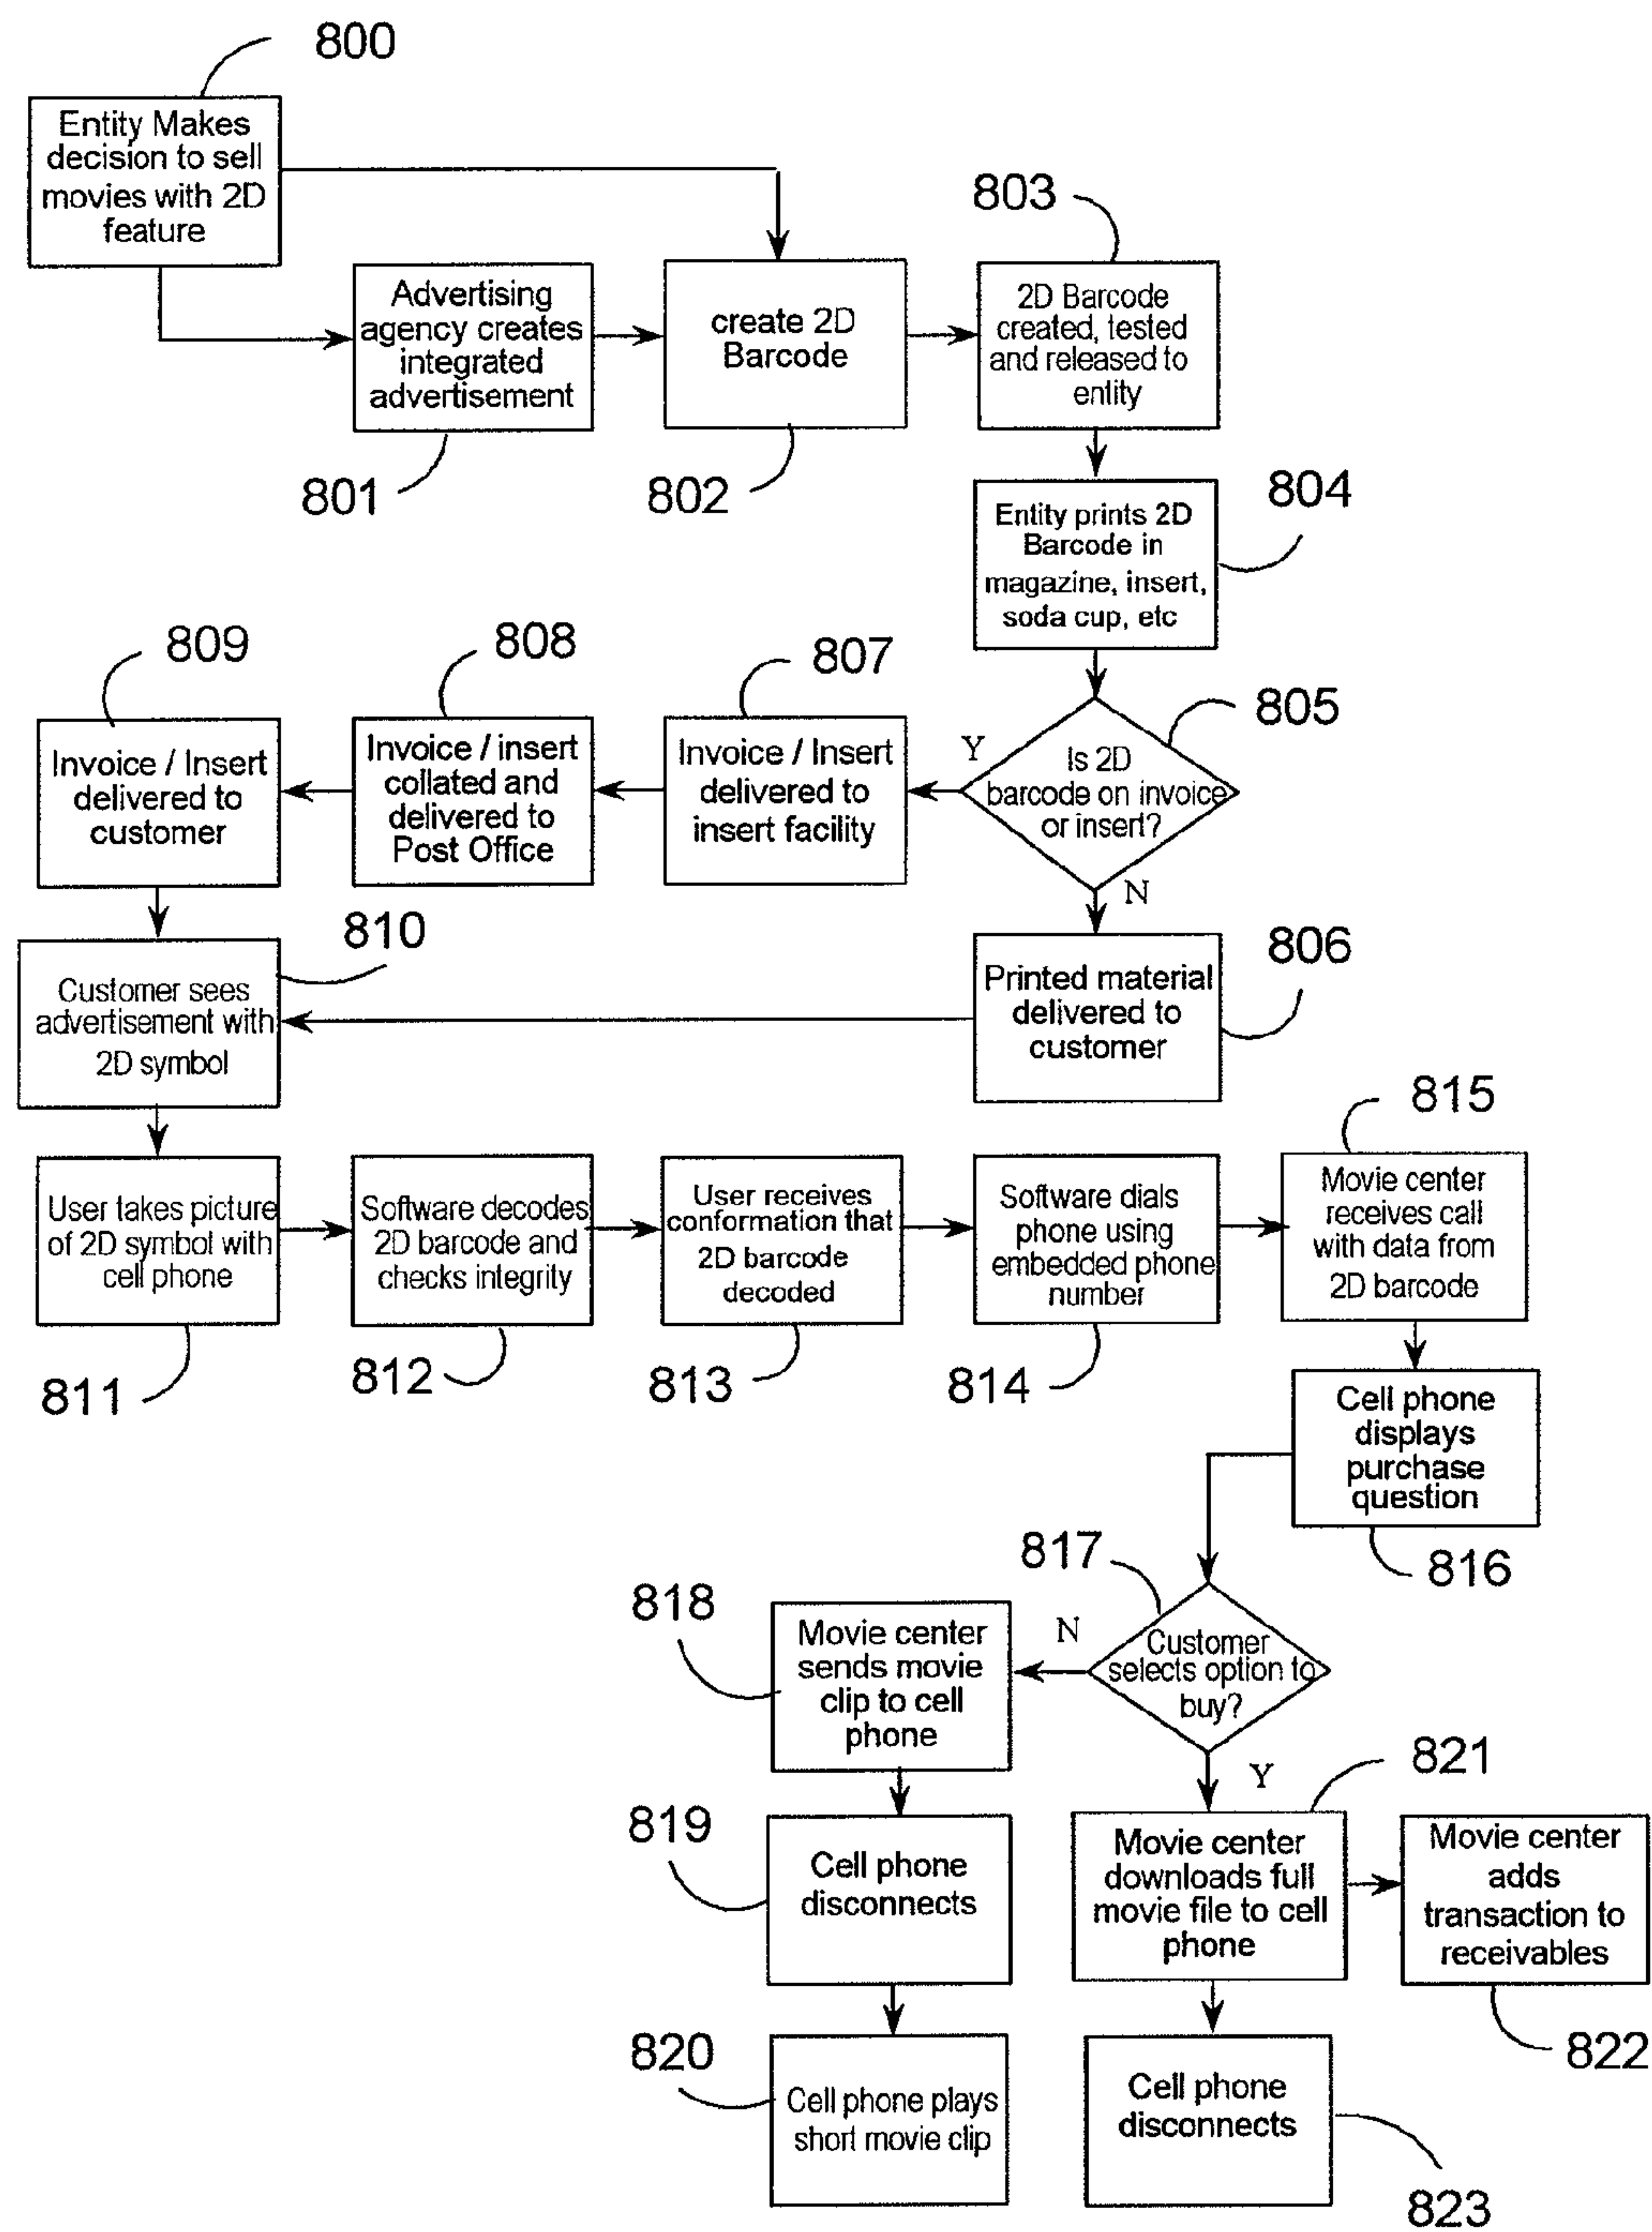 800
Entity Makes
decision to sell
movies with 2D
feature
803
Advertising
agency creates
integrated
advertisement
create 2D
Barcode
2D Barcode
created, tested
and released to
entity
801
802
804
Entity prints 2D
Barcode in
magazine, insert,
soda cup, etc
809
808
807
805
Invoice / Insert
delivered to
customer
Invoice / insert
collated and
delivered to
Post Office
Invoice / Insert
delivered to
insert facility
Y
Is 2D
barcode on invoice
or insert?
N
810
806
Customer sees
advertisement with
2D symbol
Printed material
delivered to
customer
815
User takes picture
of 2D symbol with
cell phone
Software decodes
2D barcode and
checks integrity
User receives
conformation that
2D barcode
decoded
Software dials
phone using
embedded phone
number
Movie center
receives call
with data from
2D barcode
811
812
813
814
Cell phone
displays
purchase
question
816
817
818
Movie center
sends movie
clip to cell
phone
N
Customer
selects option to
buy?
Y
821
819
Cell phone
disconnects
Movie center
downloads full
movie file to cell
phone
Movie center
adds
transaction to
receivables
822
820
Cell phone plays
short movie clip
Cell phone
disconnects
823